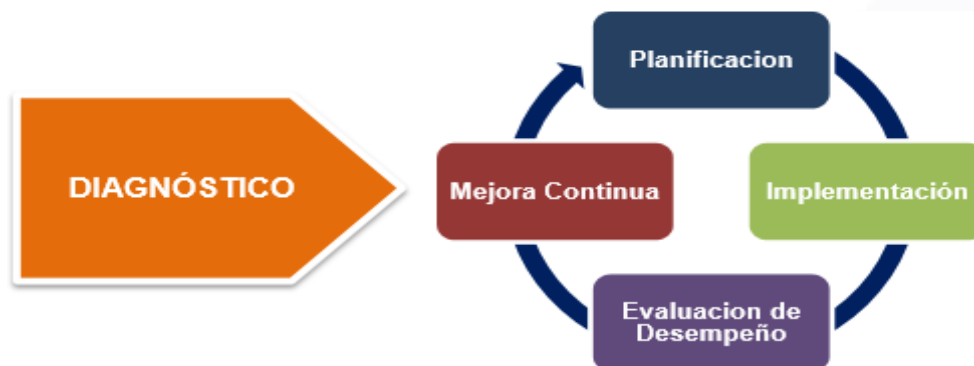 DIAGNÓSTICO
Planificacion
Mejora Continua
Implementación
Evaluacion de
Desempeño